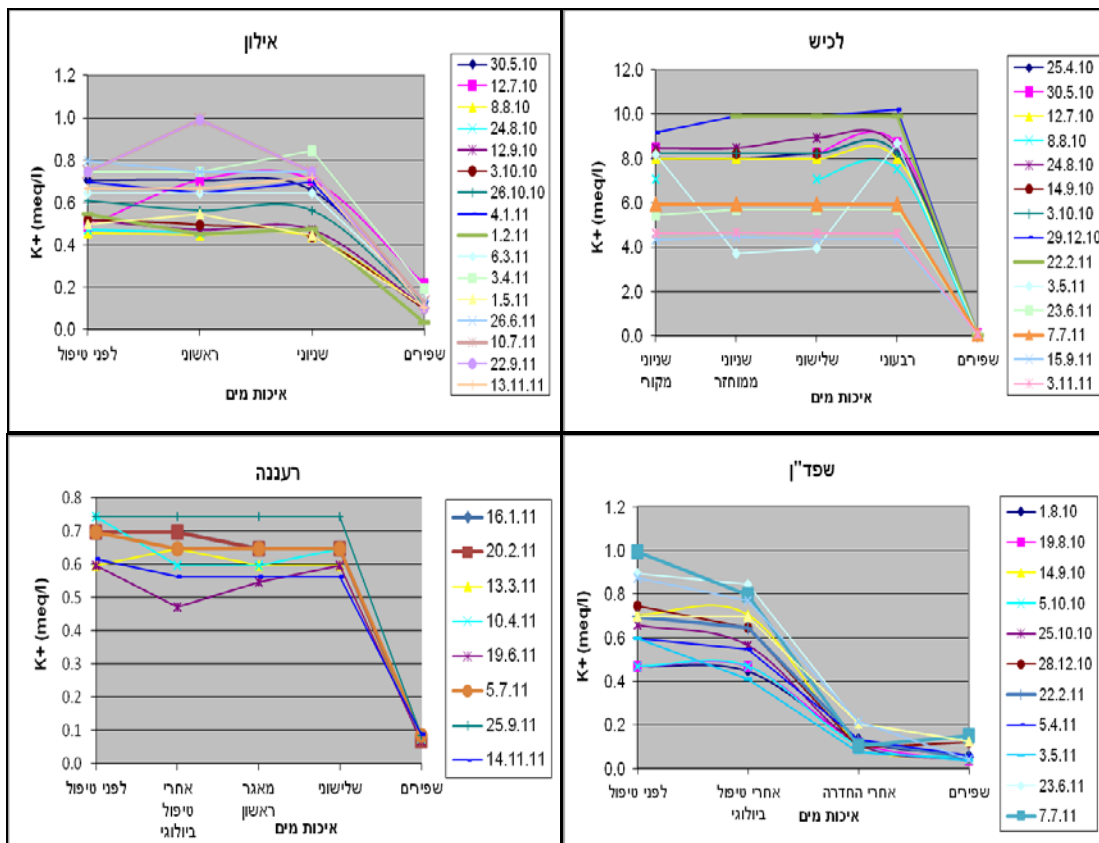 אילון
1.2
1.0
0.8
0.6
0.4
0.2
0.0
K+ (meq/l)
לפני טיפול
ראשוני
שניוני
שפירים
איכות מים
30.5.10
12.7.10
8.8.10
24.8.10
12.9.10
3.10.10
26.10.10
4.1.11
1.2.11
6.3.11
3.4.11
1.5.11
26.6.11
10.7.11
22.9.11
13.11.11
לכיש
12.0
10.0
8.0
6.0
4.0
2.0
0.0
K+ (meq/l)
שניוני מקורי
שניוני ממוחזר
שלישוני
רבעוני
שפירים
איכות מים
25.4.10
30.5.10
12.7.10
8.8.10
24.8.10
14.9.10
3.10.10
29.12.10
22.2.11
3.5.11
23.6.11
7.7.11
15.9.11
3.11.11
רעננה
0.8
0.7
0.6
0.5
0.4
0.3
0.2
0.1
0.0
K+ (meq/l)
לפני טיפול
אחרי
טיפול
ביולוגי
מאגר
ראשון
שלישוני
שפירים
איכות מים
16.1.11
20.2.11
13.3.11
10.4.11
19.6.11
5.7.11
25.9.11
14.11.11
שפד"ן
1.2
1.0
0.8
0.6
0.4
0.2
0.0
K+ (meq/l)
לפני טיפול
אחרי טיפול
ביולוגי
אחרי החדרה
שפירים
איכות מים
1.8.10
19.8.10
14.9.10
5.10.10
25.10.10
28.12.10
22.2.11
5.4.11
3.5.11
23.6.11
7.7.11